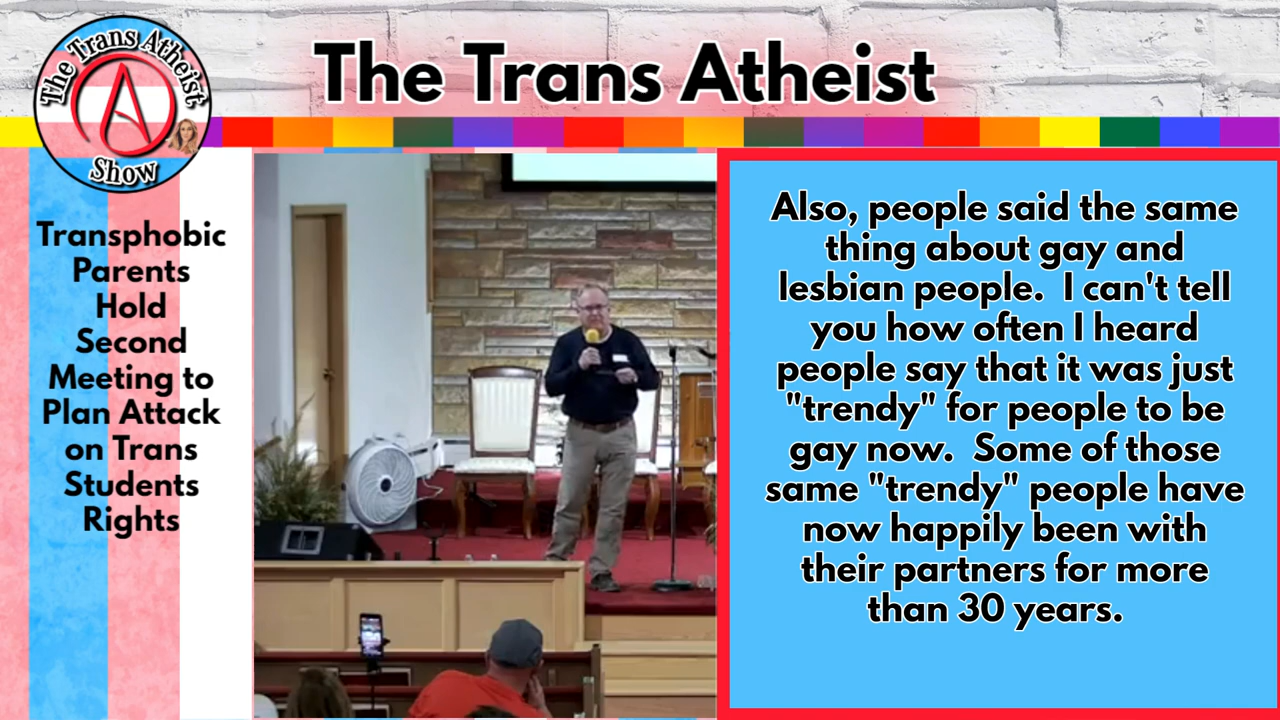 The Trans Atheist
Show
The Trans Atheist
Transphobic
Parents
Hold
Second
Meeting to
Plan Attack
on Trans
Students
Rights
Also, people said the same
thing about gay and
lesbian people. I can't tell
you how often I heard
people say that it was just
"trendy" for people to be
gay now. Some of those
same "trendy" people have
now happily been with
their partners for more
than 30 years.